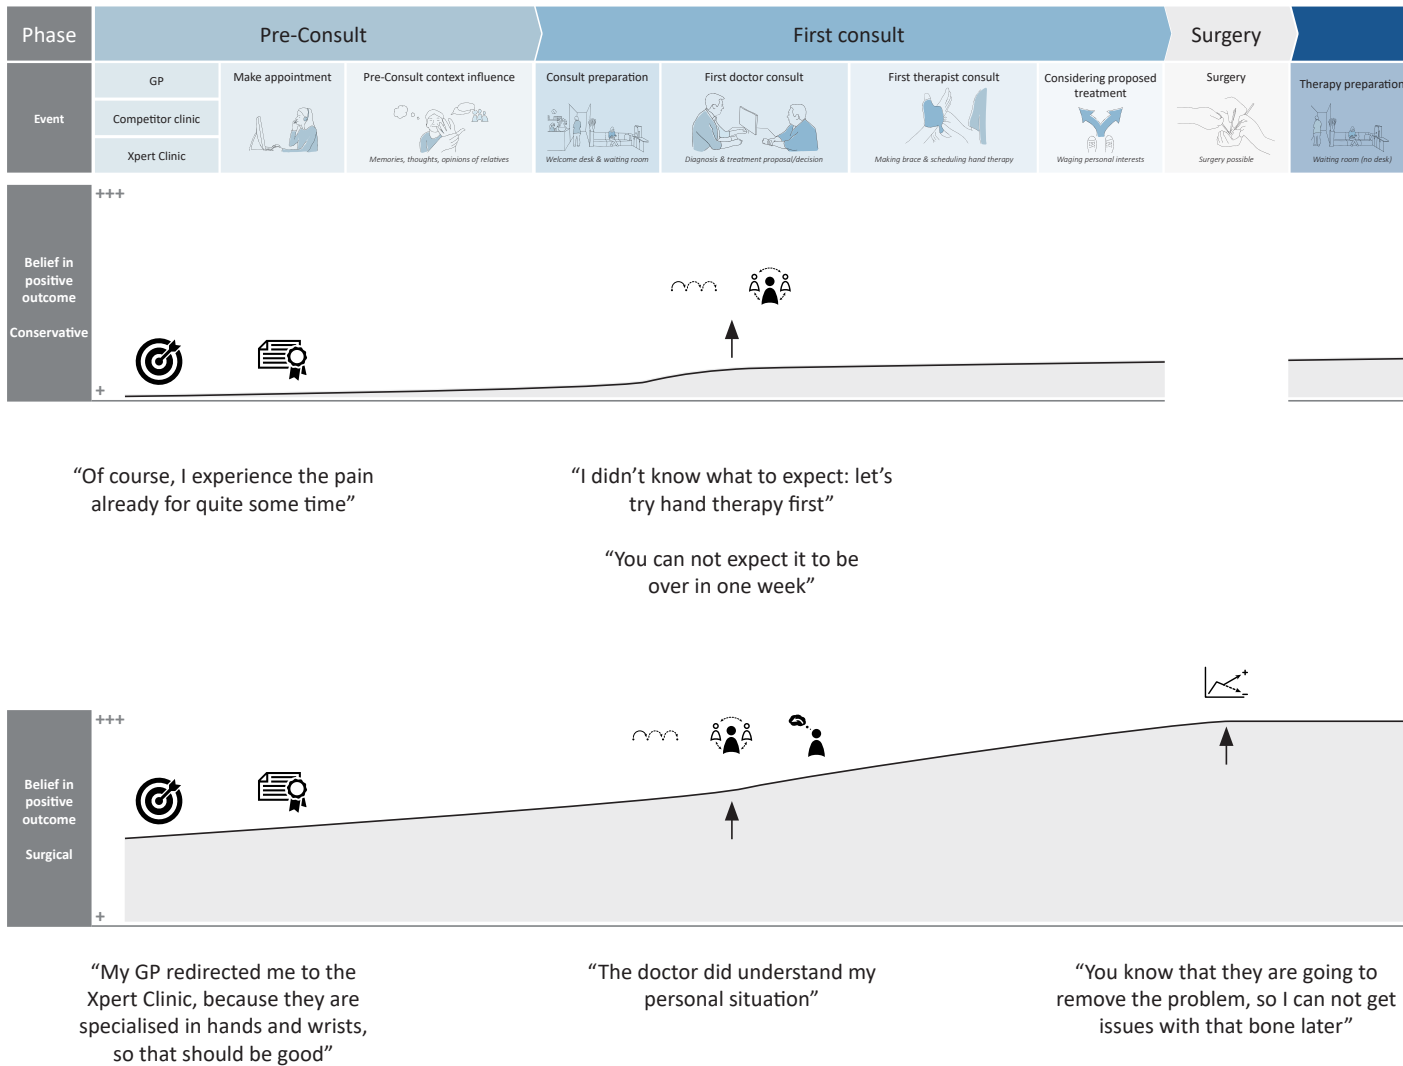 Phase
Pre-Consult
First consult
Surgery
Event
GP
Competitor clinic
Xpert Clinic
Make appointment
Pre-Consult context influence
Memories, thoughts, opinions of relatives
Consult preparation
Welcome desk & waiting room
First doctor consult
Diagnosis & treatment proposal/decision
First therapist consult
Making brace & scheduling hand therapy
Considering proposed
treatment
Waging personal interests
Surgery
Surgery possible
Therapy preparation
Waiting room (no desk)
Belief in
positive
outcome
Conservative
+++
+
“Of course, I experience the pain
already for quite some time”
“I didn’t know what to expect: let’s
try hand therapy first”
“You can not expect it to be
over in one week”
Belief in
positive
outcome
Surgical
+++
+
+
–
“My GP redirected me to the
Xpert Clinic, because they are
specialised in hands and wrists,
so that should be good”
“The doctor did understand my
personal situation”
“You know that they are going to
remove the problem, so I can not get
issues with that bone later”